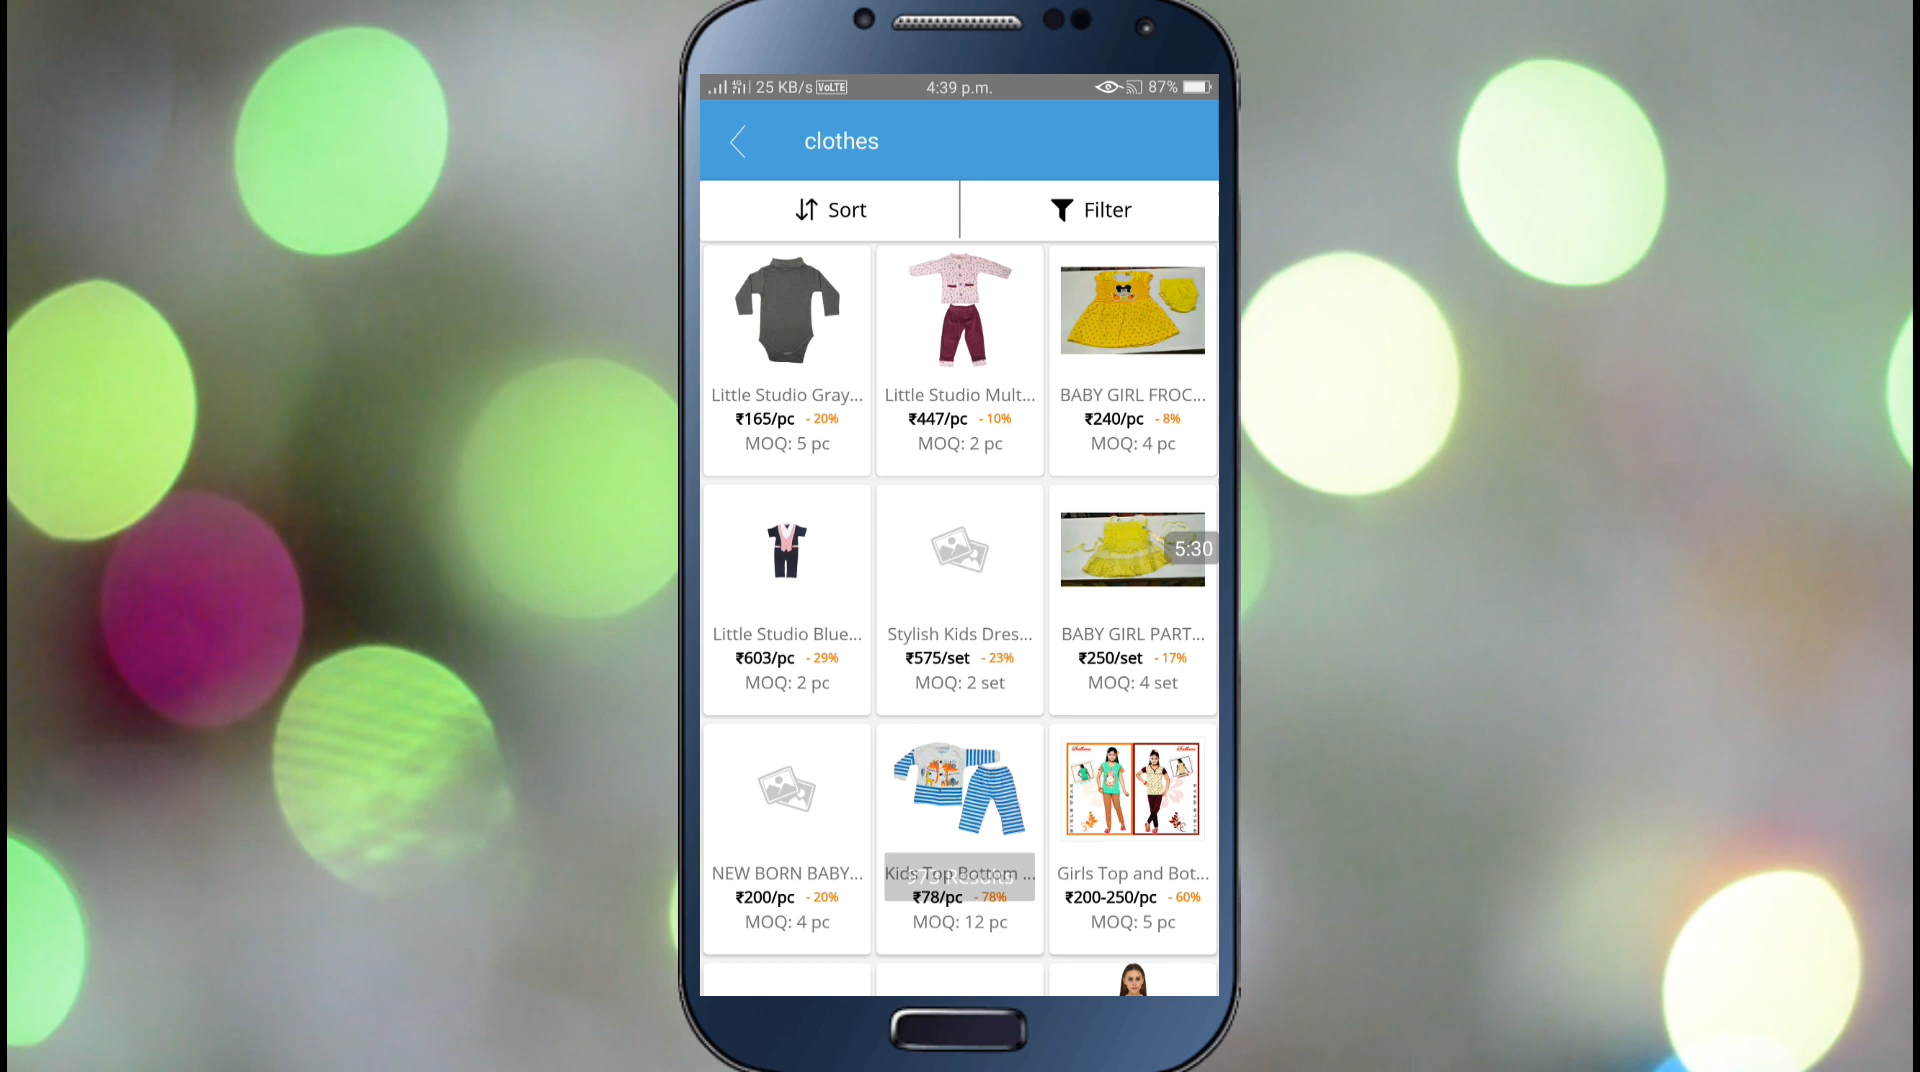 25 KB/s VoLTE 4:39 p.m. 87%
clothes
Sort Filter
Little Studio Gray... Little Studio Mult... BABY GIRL FROC...
₹165/pc - 20% ₹447/pc - 10% ₹240/pc - 8%
MOQ: 5 pc MOQ: 2 pc MOQ: 4 pc
5:30
Little Studio Blue... Stylish Kids Dres... BABY GIRL PART...
₹603/pc - 29% ₹575/set - 23% ₹250/set - 17%
MOQ: 2 pc MOQ: 2 set MOQ: 4 set
NEW BORN BABY... Kids Top Bottom ... Girls Top and Bot...
Results
₹200/pc - 20% ₹78/pc - 78% ₹200-250/pc - 60%
MOQ: 4 pc MOQ: 12 pc MOQ: 5 pc